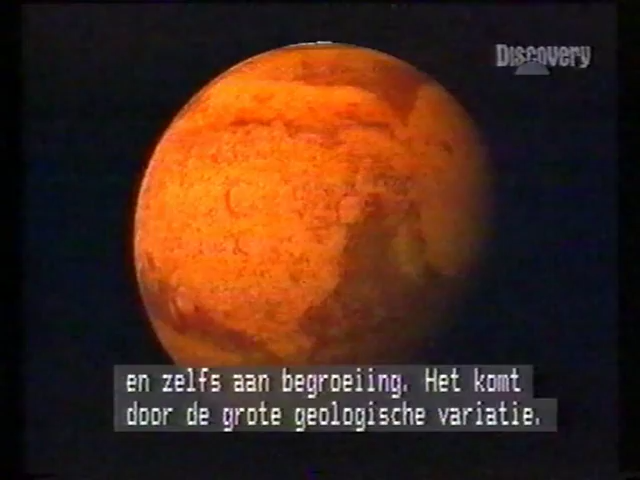 Discovery
en zelfs aan begroeiing. Het komt
door de grote geologische variatie.